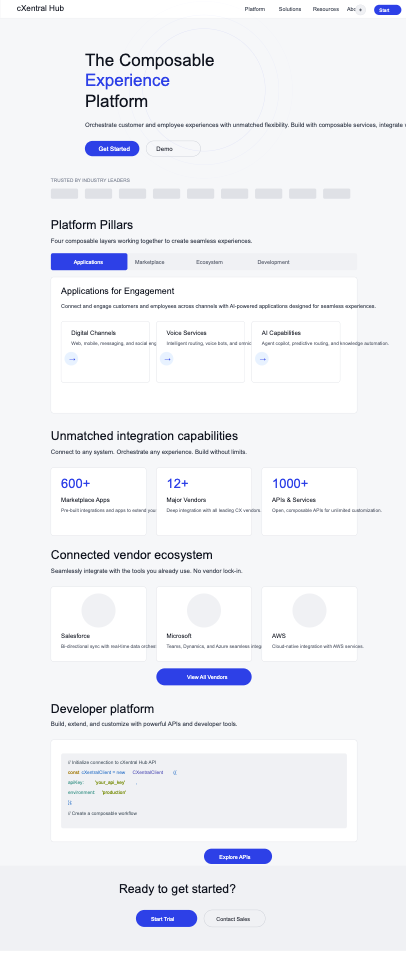 cXentral Hub
Platform Solutions Resources Abc
Start
The Composable
Experience
Platform
Orchestrate customer and employee experiences with unmatched flexibility. Build with composable services, integrate
Get Started Demo
TRUSTED BY INDUSTRY LEADERS
Platform Pillars
Four composable layers working together to create seamless experiences.
Applications Marketplace Ecosystem Development
Applications for Engagement
Connect and engage customers and employees across channels with AI-powered applications designed for seamless experiences.
Digital Channels Voice Services AI Capabilities
Web, mobile, messaging, and social eng Intelligent routing, voice bots, and omnic Agent copilot, predictive routing, and knowledge automation.
→ → →
Unmatched integration capabilities
Connect to any system. Orchestrate any experience. Build without limits.
600+ 12+ 1000+
Marketplace Apps Major Vendors APIs & Services
Pre-built integrations and apps to extend you Deep integration with all leading CX vendors. Open, composable APIs for unlimited customization.
Connected vendor ecosystem
Seamlessly integrate with the tools you already use. No vendor lock-in.
Salesforce Microsoft AWS
Bi-directional sync with real-time data orches Teams, Dynamics, and Azure seamless integ Cloud-native integration with AWS services.
View All Vendors
Developer platform
Build, extend, and customize with powerful APIs and developer tools.
// Initialize connection to cXentral Hub API
const cXentralClient = new CXentralClient ({
apiKey: 'your_api_key' ,
environment: 'production'
});
// Create a composable workflow
Explore APIs
Ready to get started?
Start Trial Contact Sales